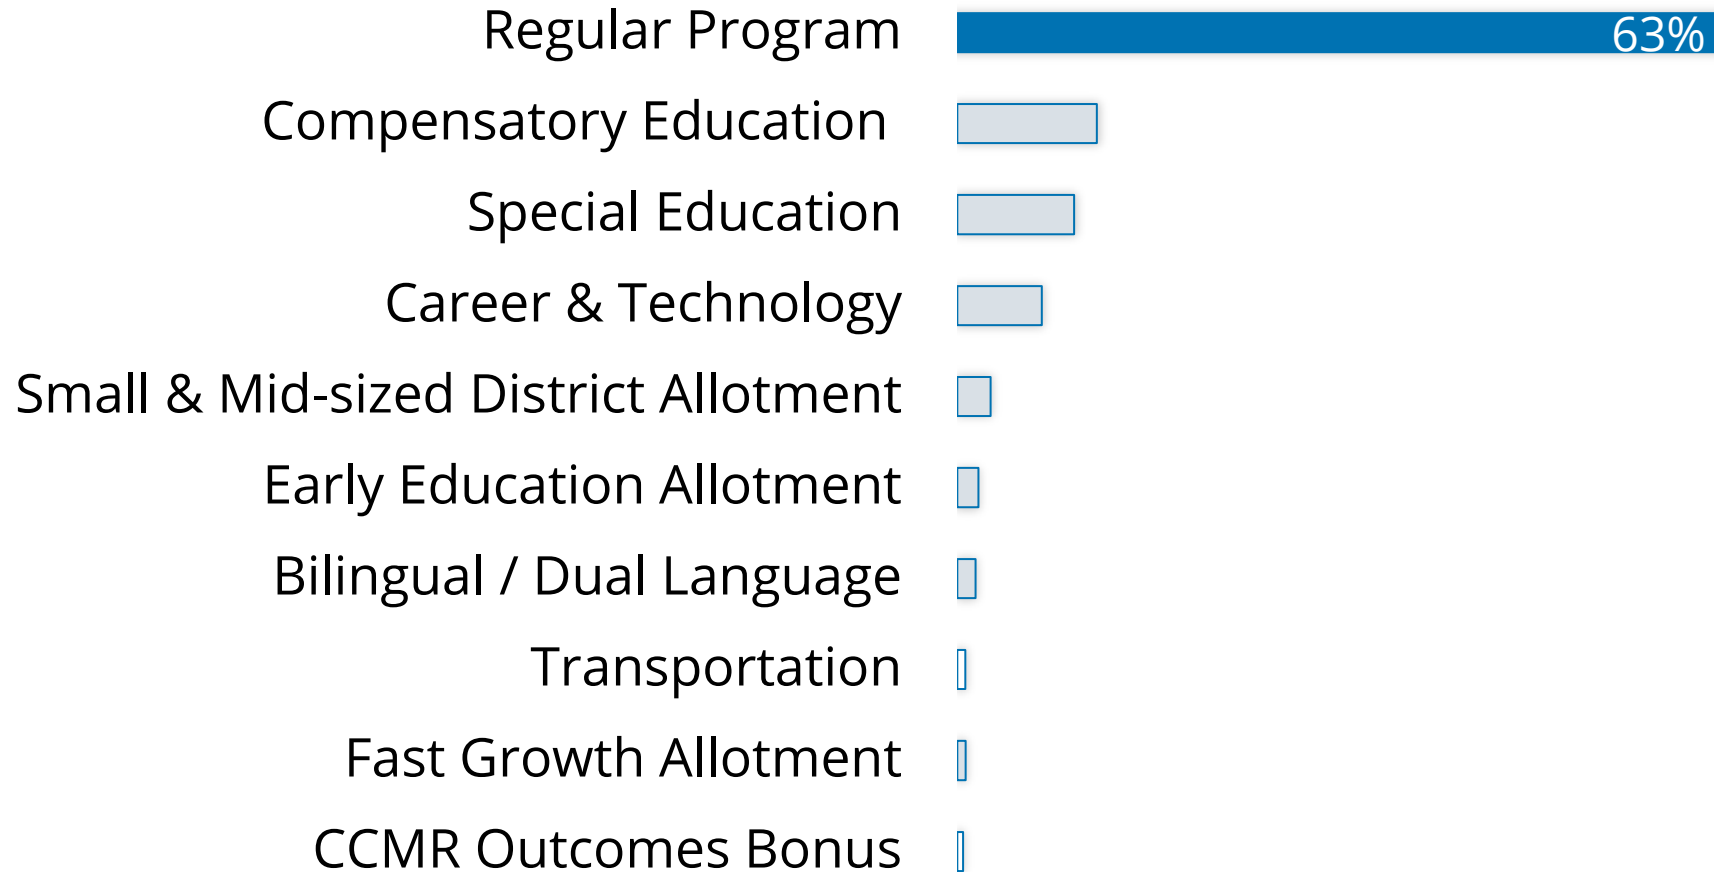 Regular Program 63%
Compensatory Education
Special Education
Career & Technology
Small & Mid-sized District Allotment
Early Education Allotment
Bilingual / Dual Language
Transportation
Fast Growth Allotment
CCMR Outcomes Bonus